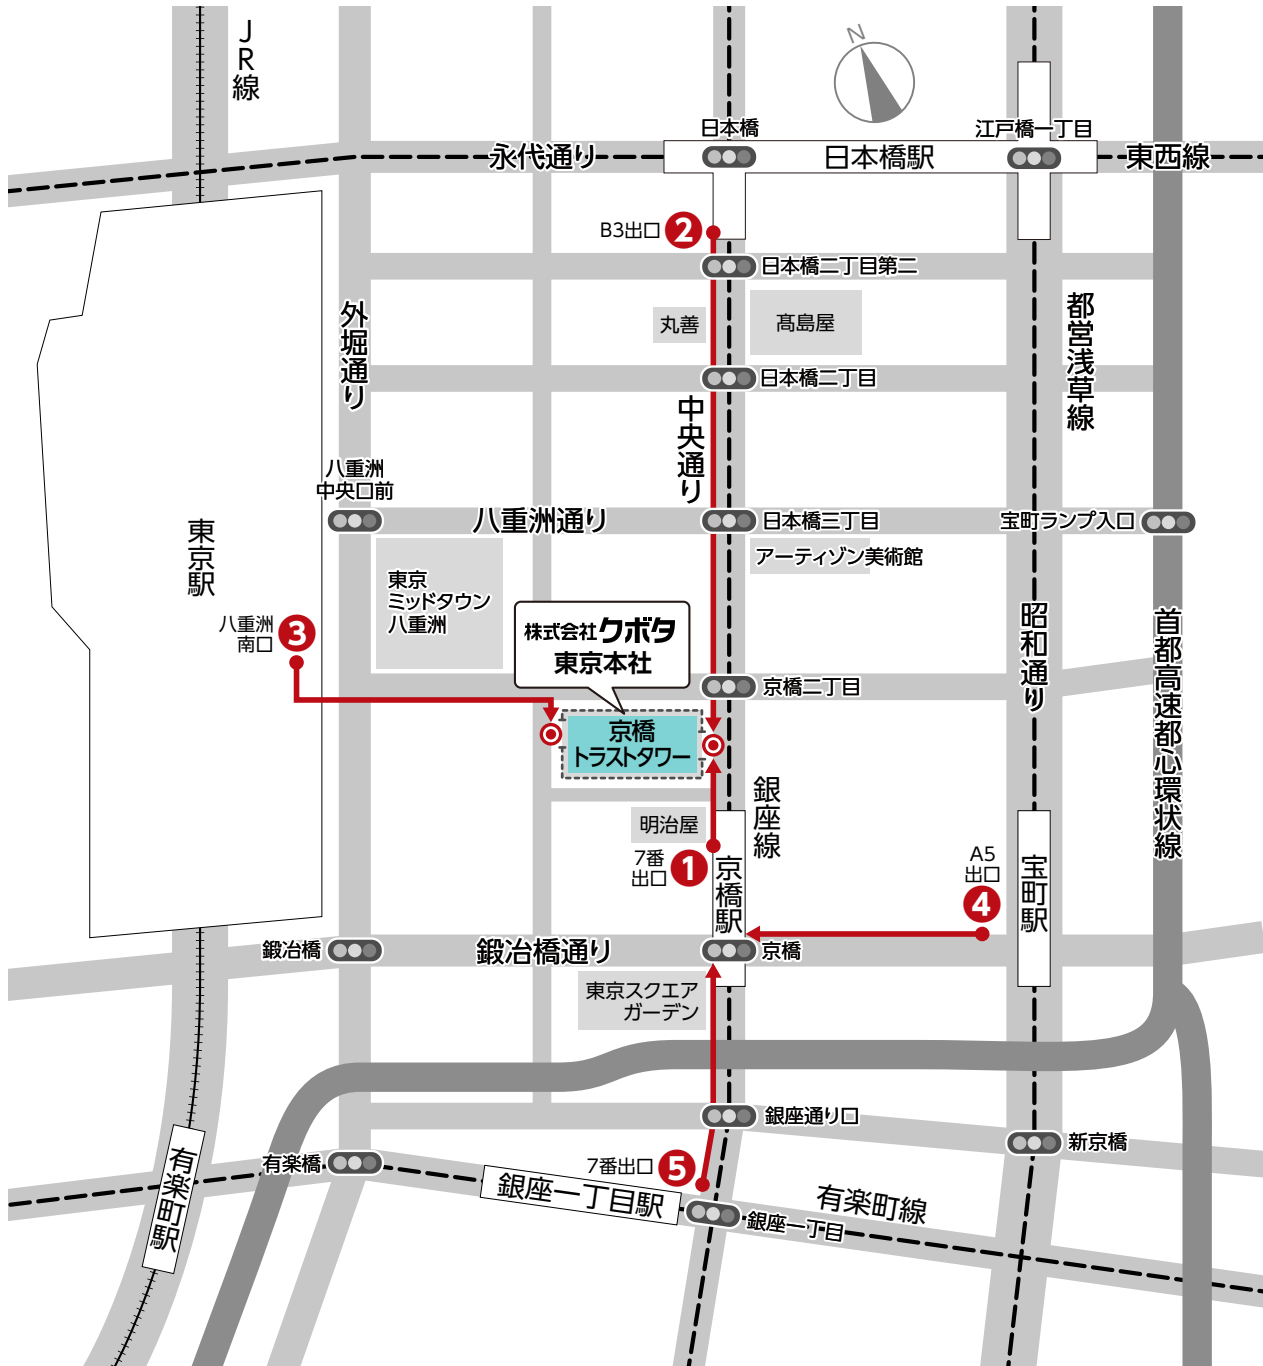 JR線
N
日本橋
江戸橋一丁目
永代通り
日本橋駅
東西線
B3出口
2
日本橋二丁目第二
外堀通り
丸善
髙島屋
都営浅草線
日本橋二丁目
中央通り
八重洲
中央口前
八重洲通り
日本橋三丁目
宝町ランプ入口
東京駅
アーティゾン美術館
東京
ミッドタウン
八重洲
八重洲
南口
3
株式会社クボタ
東京本社
昭和通り
首都高速都心環状線
京橋二丁目
京橋
トラストタワー
銀座線
明治屋
7番
出口
1
京橋駅
A5
出口
4
宝町駅
鍛冶橋
鍛冶橋通り
京橋
東京スクエア
ガーデン
銀座通り口
新京橋
有楽橋
7番出口
5
有楽町駅
銀座一丁目駅
有楽町線
銀座一丁目